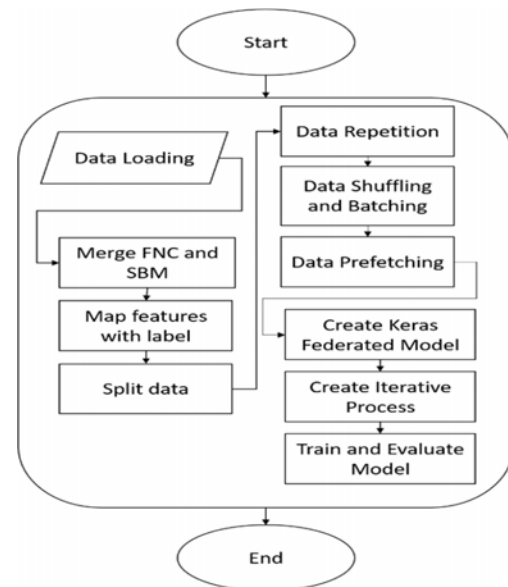 Start
Data Loading
Merge FNC and
SBM
Map features
with label
Split data
Data Repetition
Data Shuffling
and Batching
Data Prefetching
Create Keras
Federated Model
Create Iterative
Process
Train and Evaluate
Model
End